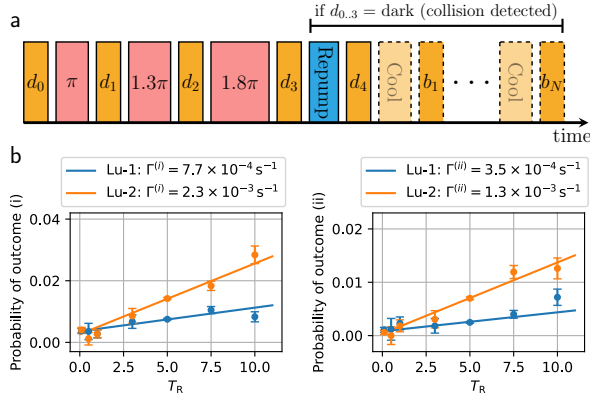 a
if d₀..₃ = dark (collision detected)
d₀ π d₁ 1.3π d₂ 1.8π d₃ Repump d₄ Cool b₁ · · · Cool b_N
time
b
Lu-1: Γ⁽ⁱ⁾ = 7.7 × 10⁻⁴ s⁻¹
Lu-2: Γ⁽ⁱ⁾ = 2.3 × 10⁻³ s⁻¹
Probability of outcome (i)
0.04
0.02
0.00
0.0 2.5 5.0 7.5 10.0
T_R
Lu-1: Γ⁽ⁱⁱ⁾ = 3.5 × 10⁻⁴ s⁻¹
Lu-2: Γ⁽ⁱⁱ⁾ = 1.3 × 10⁻³ s⁻¹
Probability of outcome (ii)
0.02
0.01
0.00
0.0 2.5 5.0 7.5 10.0
T_R